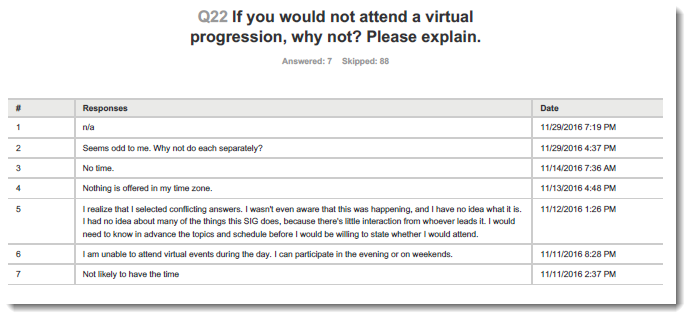 Q22 If you would not attend a virtual
progression, why not? Please explain.
Answered: 7 Skipped: 88
# Responses Date
1 n/a 11/29/2016 7:19 PM
2 Seems odd to me. Why not do each separately? 11/29/2016 4:37 PM
3 No time. 11/14/2016 7:36 AM
4 Nothing is offered in my time zone. 11/13/2016 4:48 PM
5 I realize that I selected conflicting answers. I wasn't even aware that this was happening, and I have no idea what it is. 11/12/2016 1:26 PM
I had no idea about many of the things this SIG does, because there's little interaction from whoever leads it. I would
need to know in advance the topics and schedule before I would be willing to state whether I would attend.
6 I am unable to attend virtual events during the day. I can participate in the evening or on weekends. 11/11/2016 8:28 PM
7 Not likely to have the time 11/11/2016 2:37 PM